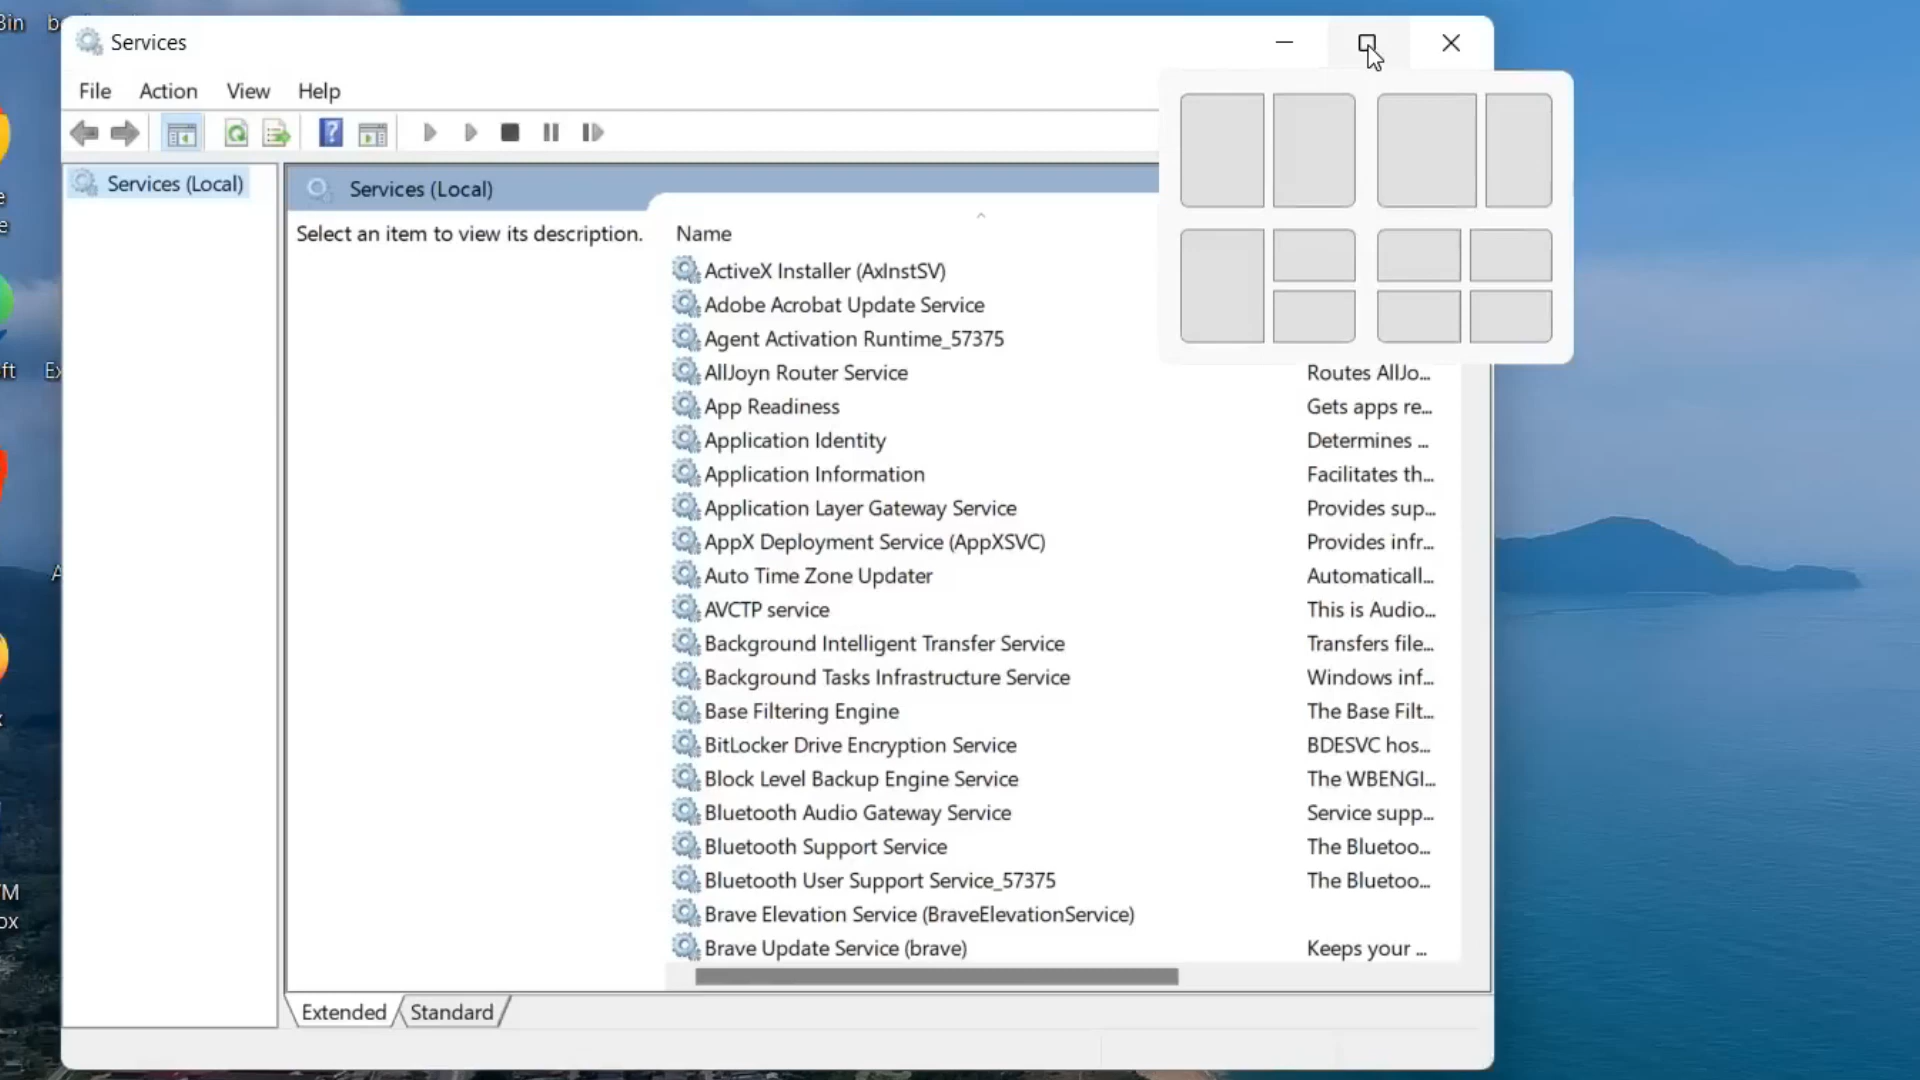 Bin
Services
File Action View Help
Services (Local)
Services (Local)
Select an item to view its description.
Name
ActiveX Installer (AxInstSV)
Adobe Acrobat Update Service
Agent Activation Runtime_57375
AllJoyn Router Service Routes AllJo...
App Readiness Gets apps re...
Application Identity Determines ...
Application Information Facilitates th...
Application Layer Gateway Service Provides sup...
AppX Deployment Service (AppXSVC) Provides infr...
Auto Time Zone Updater Automaticall...
AVCTP service This is Audio...
Background Intelligent Transfer Service Transfers file...
Background Tasks Infrastructure Service Windows inf...
Base Filtering Engine The Base Filt...
BitLocker Drive Encryption Service BDESVC hos...
Block Level Backup Engine Service The WBENGI...
Bluetooth Audio Gateway Service Service supp...
Bluetooth Support Service The Bluetoo...
Bluetooth User Support Service_57375 The Bluetoo...
Brave Elevation Service (BraveElevationService)
Brave Update Service (brave) Keeps your ...
Extended Standard